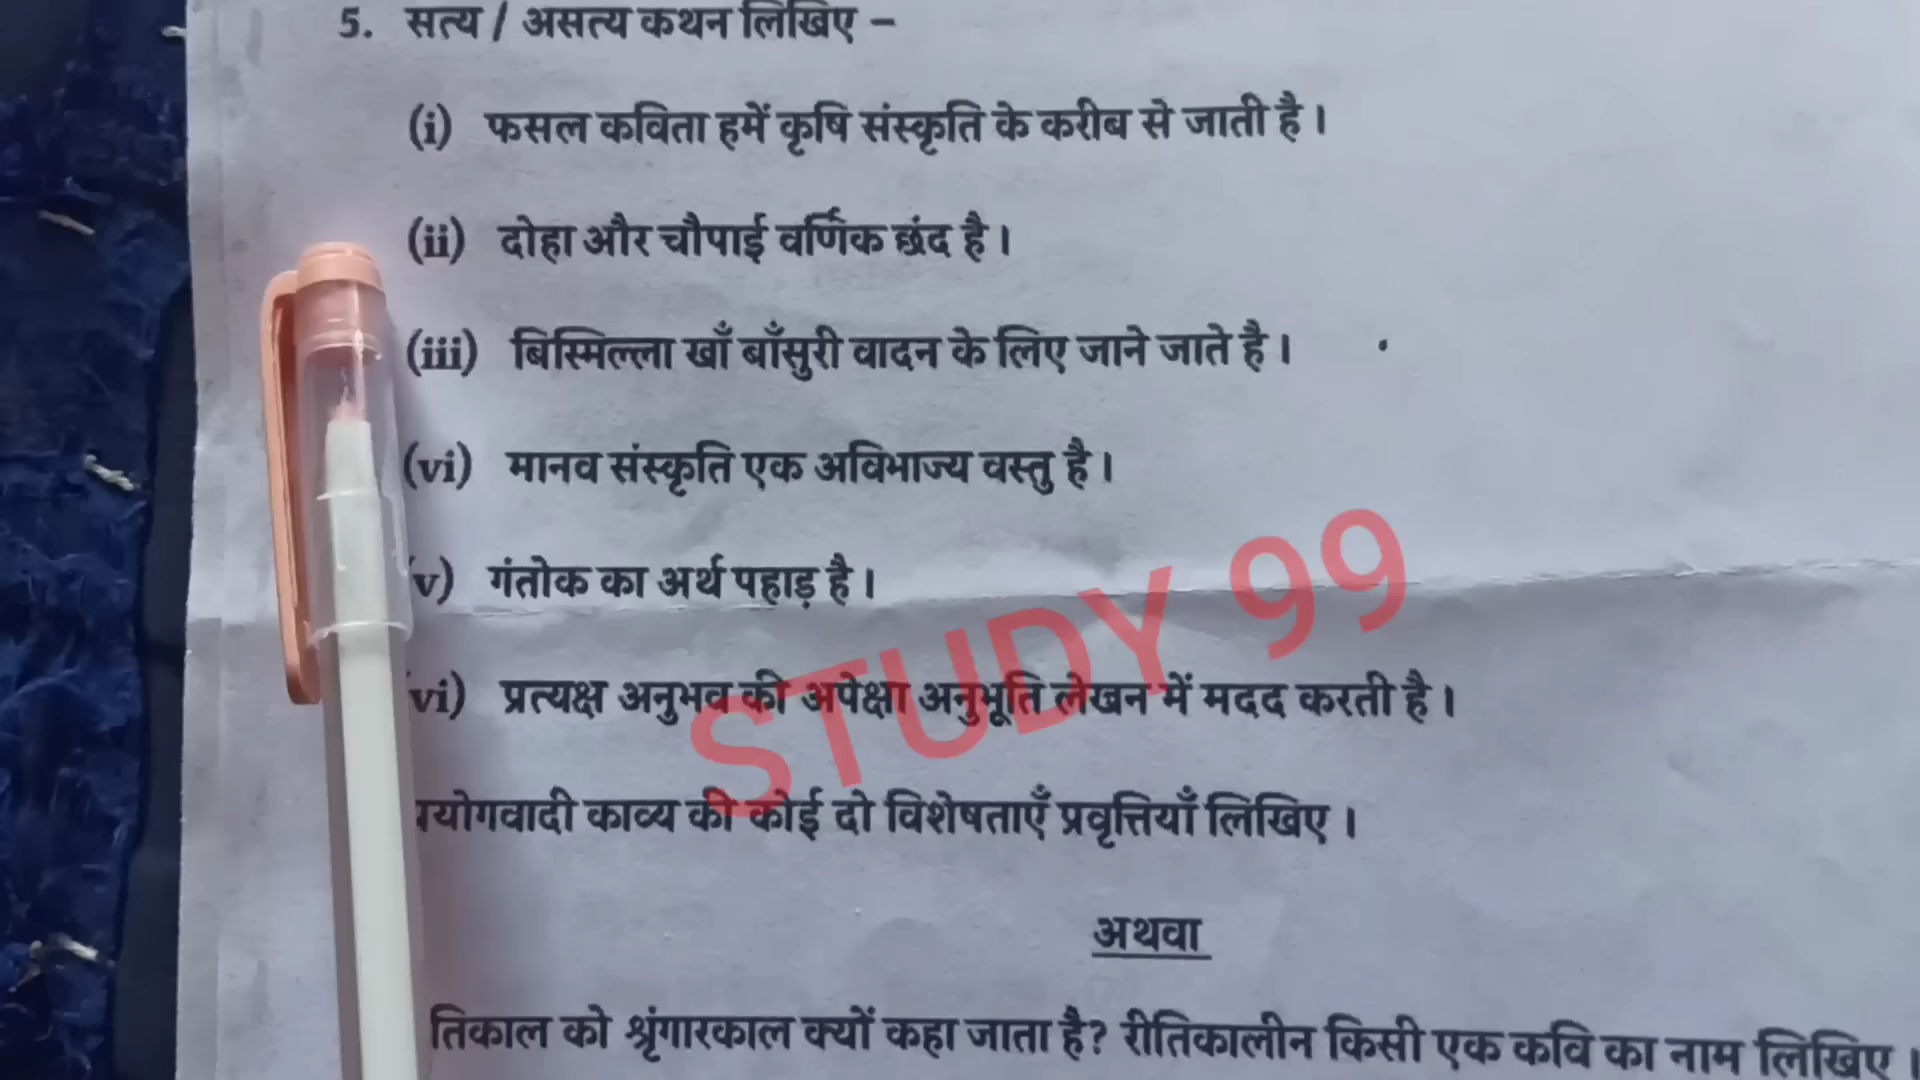 5. सत्य / असत्य कथन लिखिए –
(i) फसल कविता हमें कृषि संस्कृति के करीब से जाती है।
(ii) दोहा और चौपाई वर्णिक छंद है।
(iii) बिस्मिल्ला खाँ बाँसुरी वादन के लिए जाने जाते है।
(vi) मानव संस्कृति एक अविभाज्य वस्तु है।
v) गंतोक का अर्थ पहाड़ है।
vi) प्रत्यक्ष अनुभव की अपेक्षा अनुभूति लेखन में मदद करती है।
STUDY 99
योगवादी काव्य की कोई दो विशेषताएँ प्रवृत्तियाँ लिखिए।
अथवा
तिकाल को श्रृंगारकाल क्यों कहा जाता है? रीतिकालीन किसी एक कवि का नाम लिखिए।